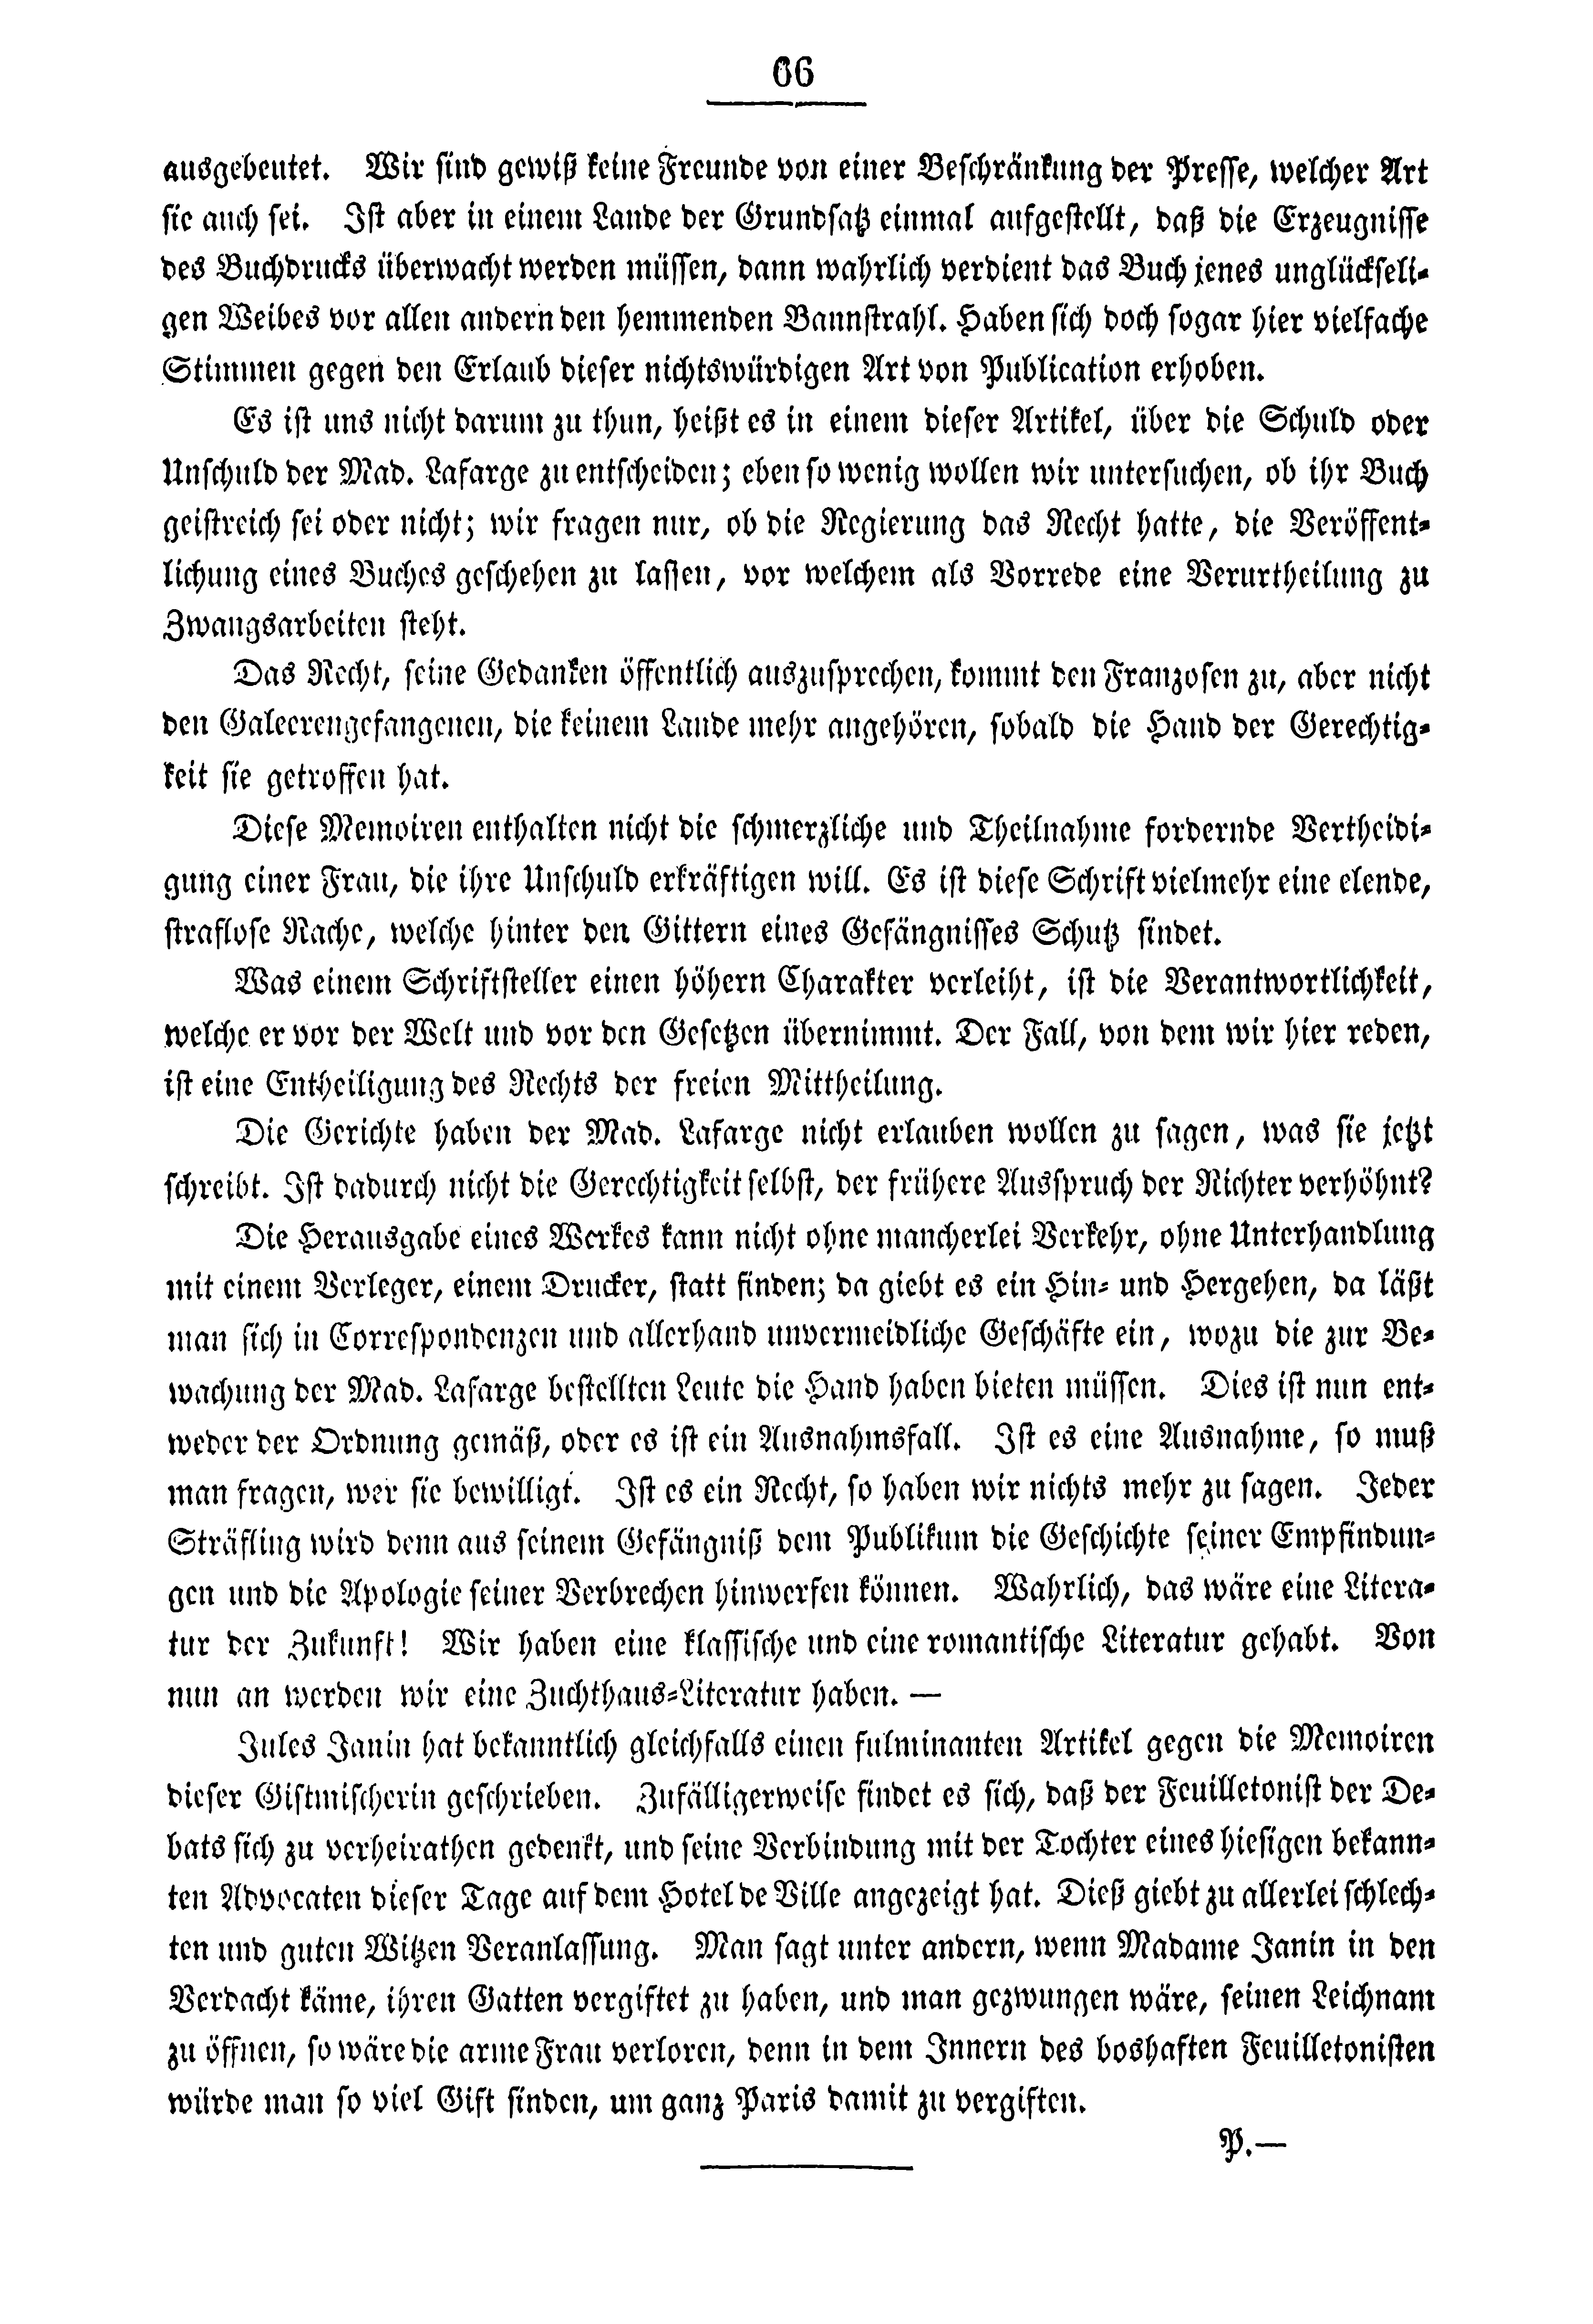 66
ausgebeutet. Wir sind gewiß keine Freunde von einer Beschränkung der Presse, welcher Art
sie auch sei. Ist aber in einem Lande der Grundsatz einmal aufgestellt, daß die Erzeugnisse
des Buchdrucks überwacht werden müssen, dann wahrlich verdient das Buch jenes unglückseli-
gen Weibes vor allen andern den hemmenden Bannstrahl. Haben sich doch sogar hier vielfache
Stimmen gegen den Erlaub dieser nichtswürdigen Art von Publication erhoben.
Es ist uns nicht darum zu thun, heißt es in einem dieser Artikel, über die Schuld oder
Unschuld der Mad. Lafarge zu entscheiden; eben so wenig wollen wir untersuchen, ob ihr Buch
geistreich sei oder nicht; wir fragen nur, ob die Regierung das Recht hatte, die Veröffent-
lichung eines Buches geschehen zu lassen, vor welchem als Vorrede eine Verurtheilung zu
Zwangsarbeiten steht.
Das Recht, seine Gedanken öffentlich auszusprechen, kommt den Franzosen zu, aber nicht
den Galeerengefangenen, die keinem Lande mehr angehören, sobald die Hand der Gerechtig-
keit sie getroffen hat.
Diese Memoiren enthalten nicht die schmerzliche und Theilnahme fordernde Vertheidi-
gung einer Frau, die ihre Unschuld erkräftigen will. Es ist diese Schrift vielmehr eine elende,
straflose Rache, welche hinter den Gittern eines Gefängnisses Schutz findet.
Was einem Schriftsteller einen höhern Charakter verleiht, ist die Verantwortlichkeit,
welche er vor der Welt und vor den Gesetzen übernimmt. Der Fall, von dem wir hier reden,
ist eine Entheiligung des Rechts der freien Mittheilung.
Die Gerichte haben der Mad. Lafarge nicht erlauben wollen zu sagen, was sie jetzt
schreibt. Ist dadurch nicht die Gerechtigkeit selbst, der frühere Ausspruch der Richter verhöhnt?
Die Herausgabe eines Werkes kann nicht ohne mancherlei Verkehr, ohne Unterhandlung
mit einem Verleger, einem Drucker, statt finden; da giebt es ein Hin- und Hergehen, da läßt
man sich in Correspondenzen und allerhand unvermeidliche Geschäfte ein, wozu die zur Be-
wachung der Mad. Lafarge bestellten Leute die Hand haben bieten müssen. Dies ist nun ent-
weder der Ordnung gemäß, oder es ist ein Ausnahmsfall. Ist es eine Ausnahme, so muß
man fragen, wer sie bewilligt. Ist es ein Recht, so haben wir nichts mehr zu sagen. Jeder
Sträfling wird denn aus seinem Gefängniß dem Publikum die Geschichte seiner Empfindun-
gen und die Apologie seiner Verbrechen hinwerfen können. Wahrlich, das wäre eine Litera-
tur der Zukunft! Wir haben eine klassische und eine romantische Literatur gehabt. Von
nun an werden wir eine Zuchthaus-Literatur haben. —
Jules Janin hat bekanntlich gleichfalls einen fulminanten Artikel gegen die Memoiren
dieser Giftmischerin geschrieben. Zufälligerweise findet es sich, daß der Feuilletonist der De-
bats sich zu verheirathen gedenkt, und seine Verbindung mit der Tochter eines hiesigen bekann-
ten Advocaten dieser Tage auf dem Hotel de Ville angezeigt hat. Dieß giebt zu allerlei schlech-
ten und guten Witzen Veranlassung. Man sagt unter andern, wenn Madame Janin in den
Verdacht käme, ihren Gatten vergiftet zu haben, und man gezwungen wäre, seinen Leichnam
zu öffnen, so wäre die arme Frau verloren, denn in dem Innern des boshaften Feuilletonisten
würde man so viel Gift finden, um ganz Paris damit zu vergiften.
P.—